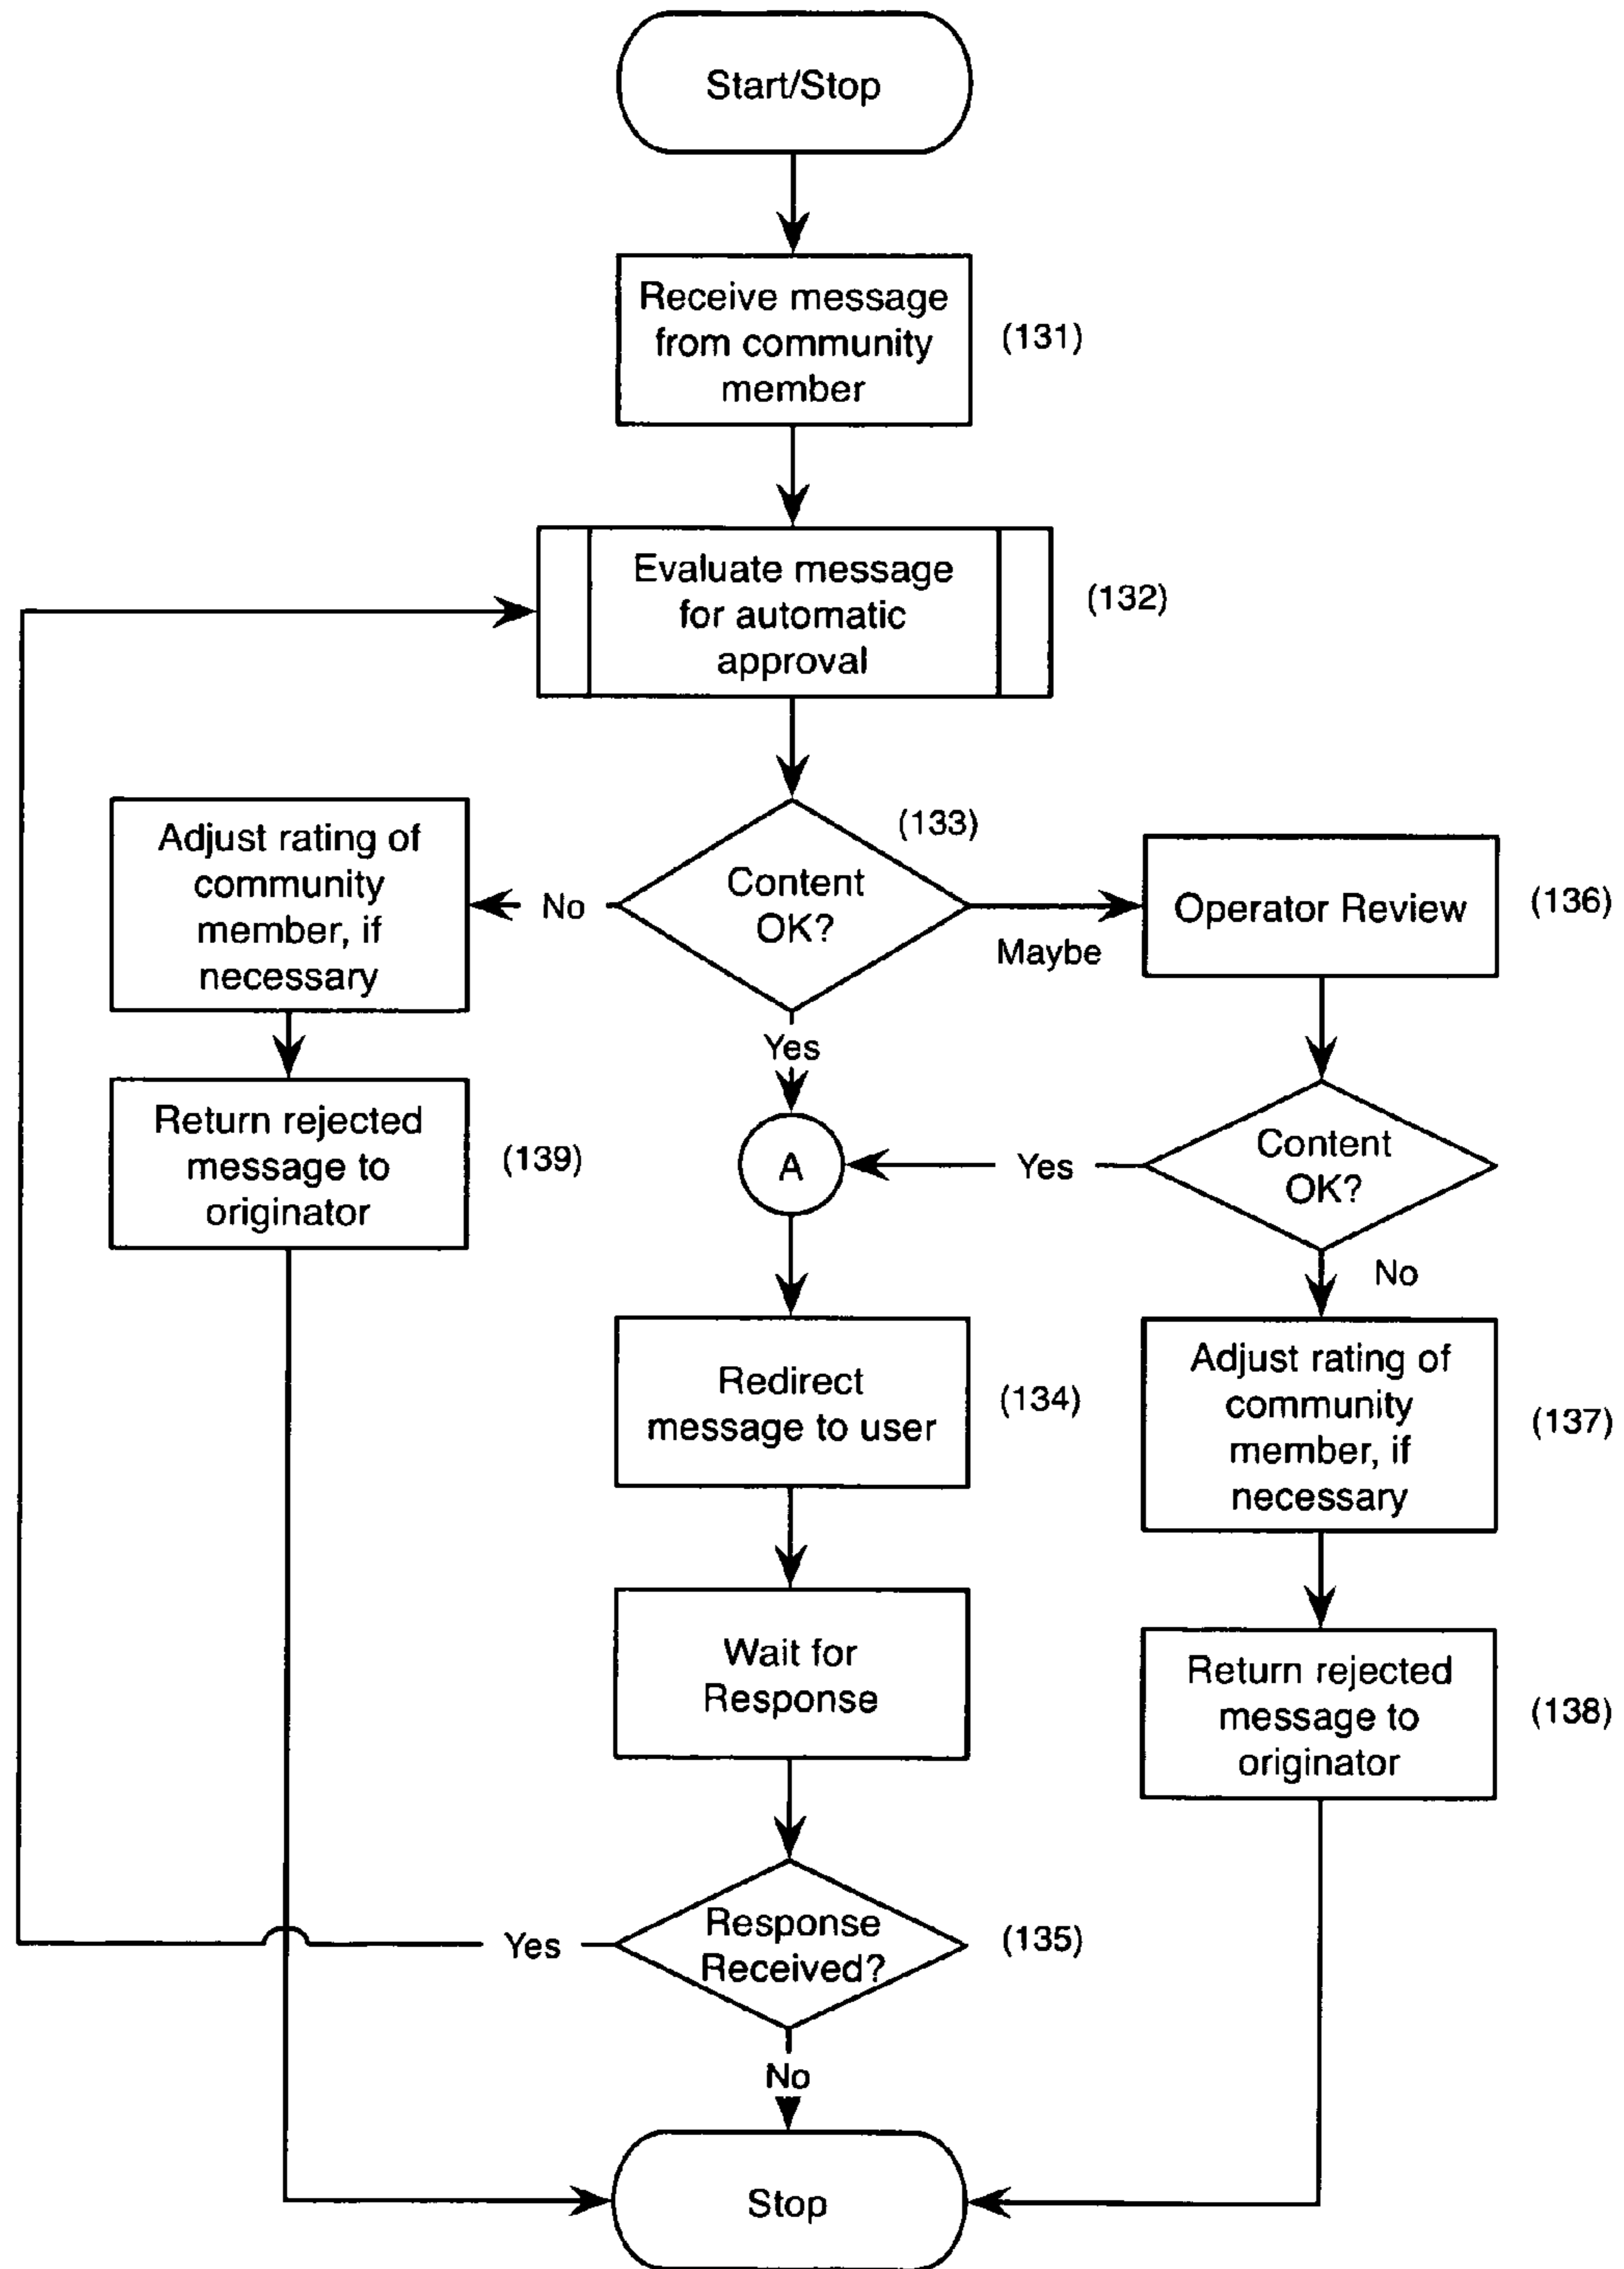 Start/Stop
Receive message
from community
member
(131)
Evaluate message
for automatic
approval
(132)
(133)
Content
OK?
No
Maybe
Yes
Adjust rating of
community
member, if
necessary
Operator Review
(136)
Return rejected
message to
originator
(139)
A
Yes
Content
OK?
No
Redirect
message to user
(134)
Adjust rating of
community
member, if
necessary
(137)
Wait for
Response
Return rejected
message to
originator
(138)
Yes
Response
Received?
(135)
No
Stop